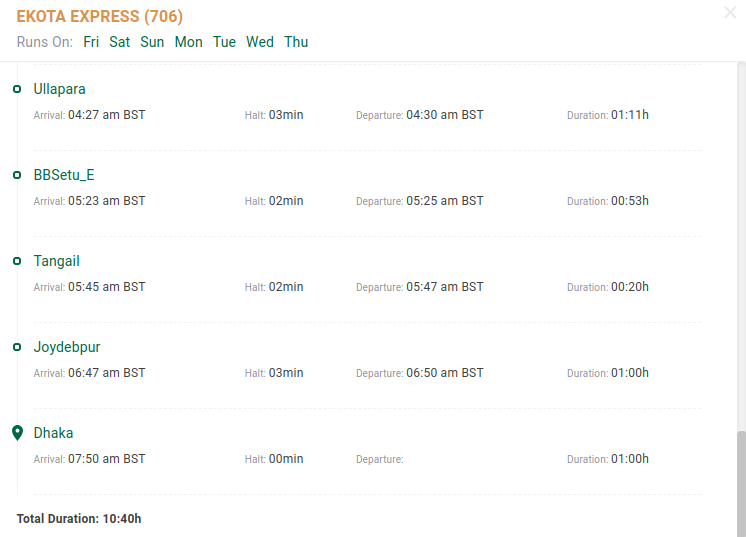 EKOTA EXPRESS (706)
Runs On: Fri Sat Sun Mon Tue Wed Thu
Ullapara
Arrival: 04:27 am BST Halt: 03min Departure: 04:30 am BST Duration: 01:11h
BBSetu_E
Arrival: 05:23 am BST Halt: 02min Departure: 05:25 am BST Duration: 00:53h
Tangail
Arrival: 05:45 am BST Halt: 02min Departure: 05:47 am BST Duration: 00:20h
Joydebpur
Arrival: 06:47 am BST Halt: 03min Departure: 06:50 am BST Duration: 01:00h
Dhaka
Arrival: 07:50 am BST Halt: 00min Departure: Duration: 01:00h
Total Duration: 10:40h